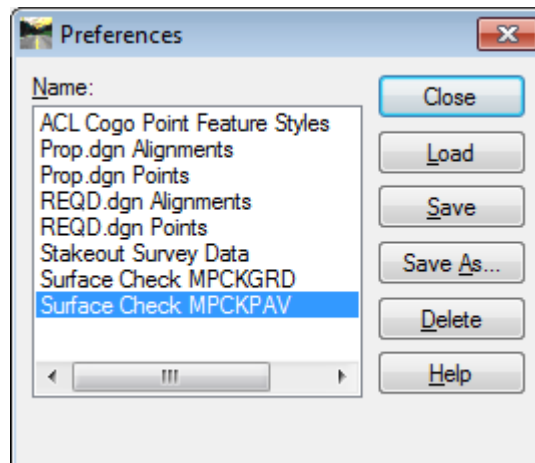 Preferences
Name:
ACL Cogo Point Feature Styles
Prop.dgn Alignments
Prop.dgn Points
REQD.dgn Alignments
REQD.dgn Points
Stakeout Survey Data
Surface Check MPCKGRD
Surface Check MPCKPAV
Close
Load
Save
Save As...
Delete
Help